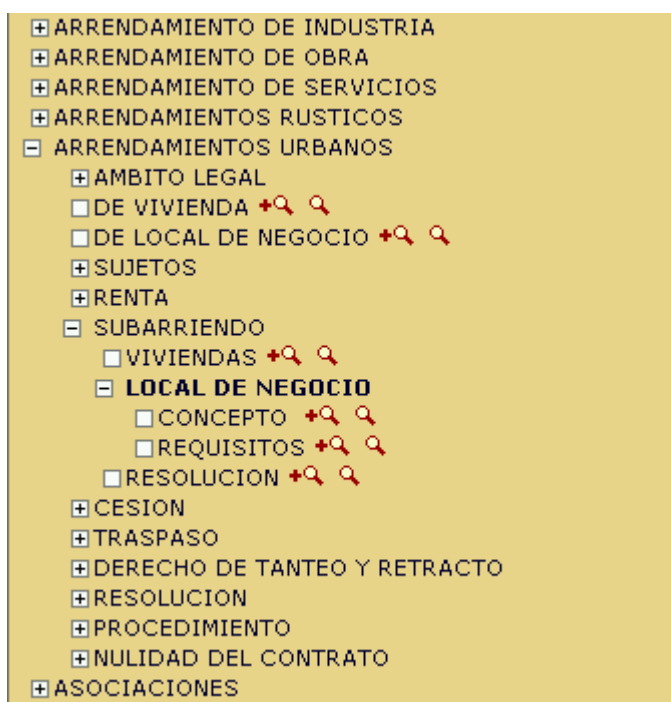 ARRENDAMIENTO DE INDUSTRIA
ARRENDAMIENTO DE OBRA
ARRENDAMIENTO DE SERVICIOS
ARRENDAMIENTOS RUSTICOS
ARRENDAMIENTOS URBANOS
AMBITO LEGAL
DE VIVIENDA
DE LOCAL DE NEGOCIO
SUJETOS
RENTA
SUBARRIENDO
VIVIENDAS
LOCAL DE NEGOCIO
CONCEPTO
REQUISITOS
RESOLUCION
CESION
TRASPASO
DERECHO DE TANTEO Y RETRACTO
RESOLUCION
PROCEDIMIENTO
NULIDAD DEL CONTRATO
ASOCIACIONES